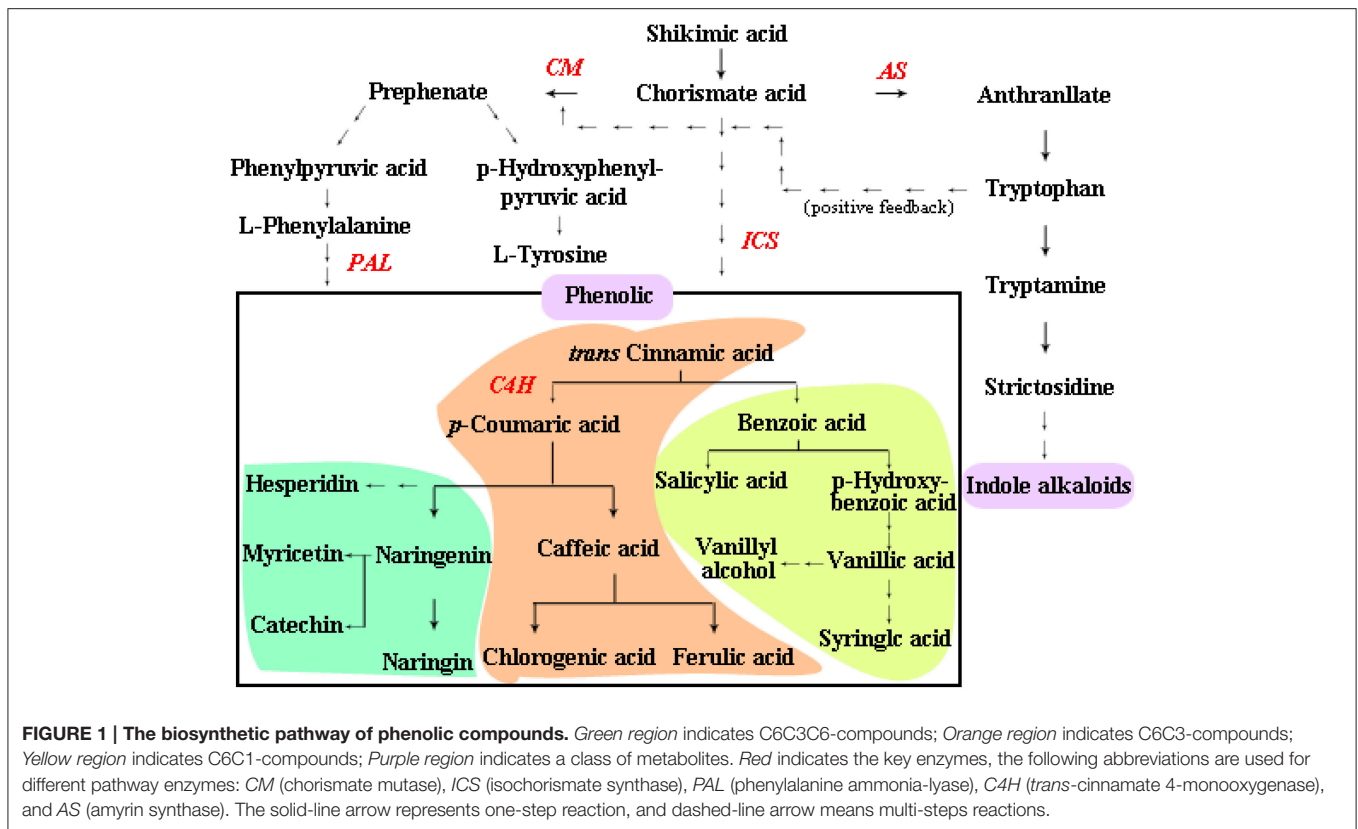 Shikimic acid
CM
AS
Prephenate
Chorismate acid
Anthranllate
Phenylpyruvic acid
p-Hydroxyphenyl-
pyruvic acid
Tryptophan
(positive feedback)
L-Phenylalanine
L-Tyrosine
ICS
PAL
Tryptamine
Phenolic
trans Cinnamic acid
C4H
Strictosidine
p-Coumaric acid
Benzoic acid
Hesperidin
Salicylic acid
p-Hydroxy-
benzoic acid
Indole alkaloids
Myricetin
Naringenin
Caffeic acid
Vanillyl
alcohol
Vanillic acid
Catechin
Syringlc acid
Naringin
Chlorogenic acid
Ferulic acid
FIGURE 1 | The biosynthetic pathway of phenolic compounds. Green region indicates C6C3C6-compounds; Orange region indicates C6C3-compounds;
Yellow region indicates C6C1-compounds; Purple region indicates a class of metabolites. Red indicates the key enzymes, the following abbreviations are used for
different pathway enzymes: CM (chorismate mutase), ICS (isochorismate synthase), PAL (phenylalanine ammonia-lyase), C4H (trans-cinnamate 4-monooxygenase),
and AS (amyrin synthase). The solid-line arrow represents one-step reaction, and dashed-line arrow means multi-steps reactions.